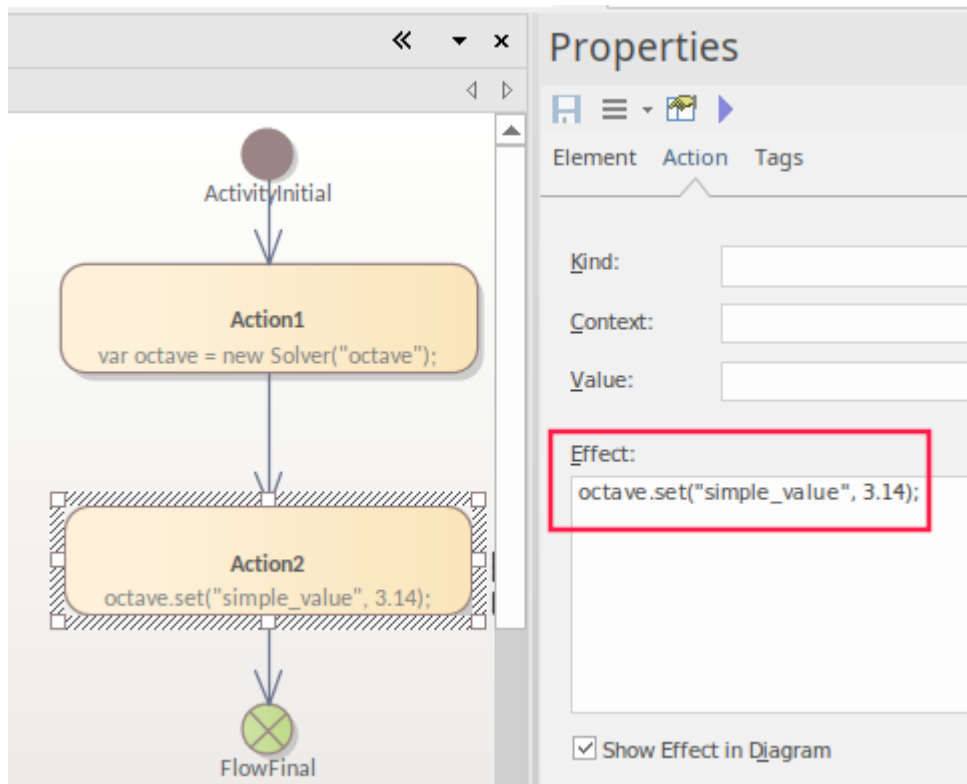 Properties
Element Action Tags
ActivityInitial
Action1
var octave = new Solver("octave");
Action2
octave.set("simple_value", 3.14);
FlowFinal
Kind:
Context:
Value:
Effect:
octave.set("simple_value", 3.14);
Show Effect in Diagram